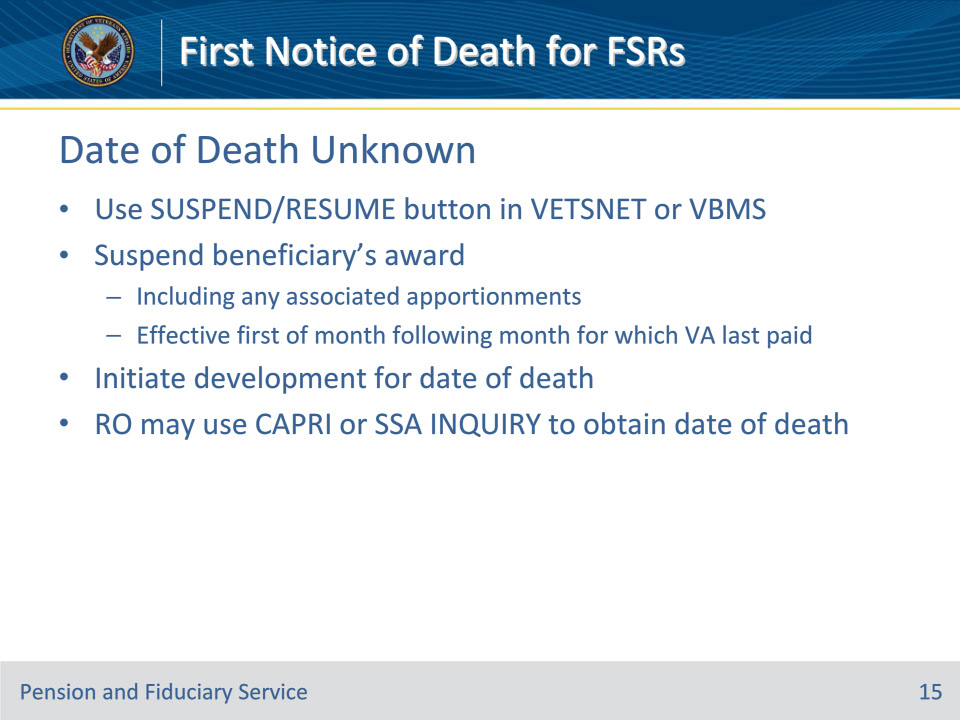 First Notice of Death for FSRs
Date of Death Unknown
• Use SUSPEND/RESUME button in VETSNET or VBMS
• Suspend beneficiary’s award
– Including any associated apportionments
– Effective first of month following month for which VA last paid
• Initiate development for date of death
• RO may use CAPRI or SSA INQUIRY to obtain date of death
Pension and Fiduciary Service
15